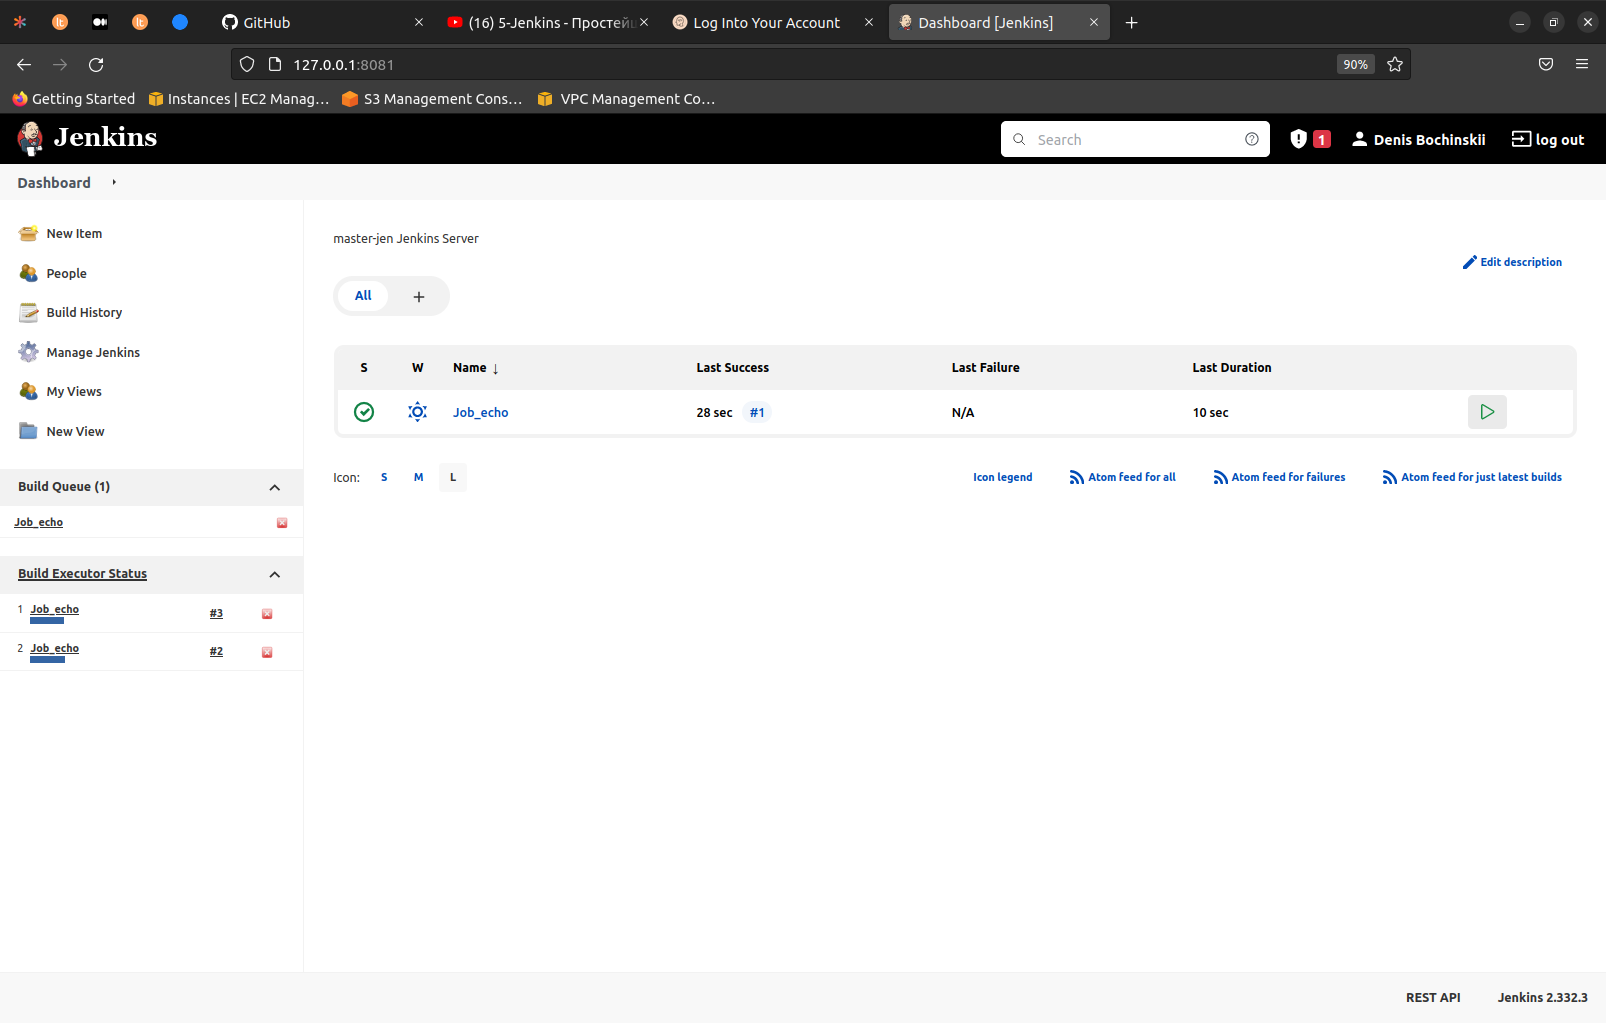 GitHub
(16) 5-Jenkins - Простейш
Log Into Your Account
Dashboard [Jenkins]
127.0.0.1:8081
90%
Getting Started
Instances | EC2 Manag...
S3 Management Cons...
VPC Management Co...
Jenkins
Search
1
Denis Bochinskii
log out
Dashboard
New Item
People
Build History
Manage Jenkins
My Views
New View
Build Queue (1)
Job_echo
Build Executor Status
1 Job_echo #3
2 Job_echo #2
master-jen Jenkins Server
Edit description
All +
S W Name ↓ Last Success Last Failure Last Duration
Job_echo 28 sec #1 N/A 10 sec
Icon: S M L
Icon legend
Atom feed for all
Atom feed for failures
Atom feed for just latest builds
REST API
Jenkins 2.332.3